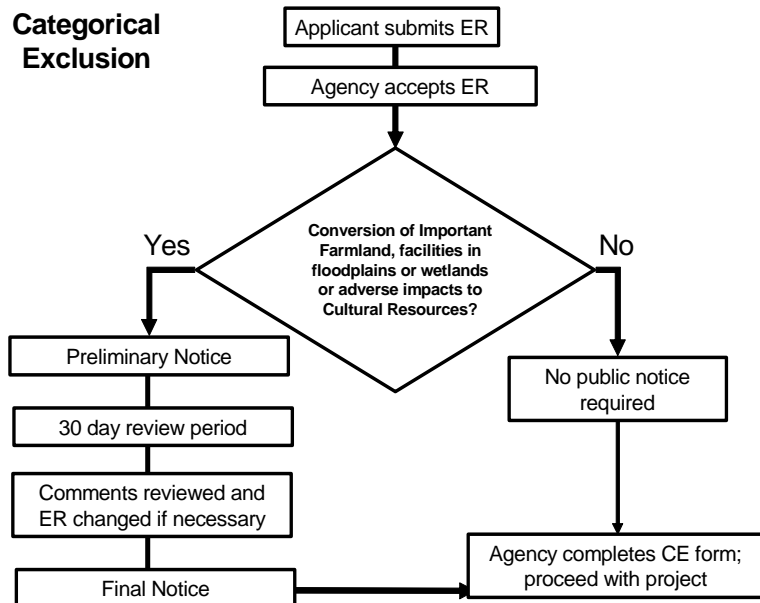 Categorical
Exclusion
Applicant submits ER
Agency accepts ER
Conversion of Important
Farmland, facilities in
floodplains or wetlands
or adverse impacts to
Cultural Resources?
Yes
No
Preliminary Notice
30 day review period
Comments reviewed and
ER changed if necessary
Final Notice
No public notice
required
Agency completes CE form;
proceed with project